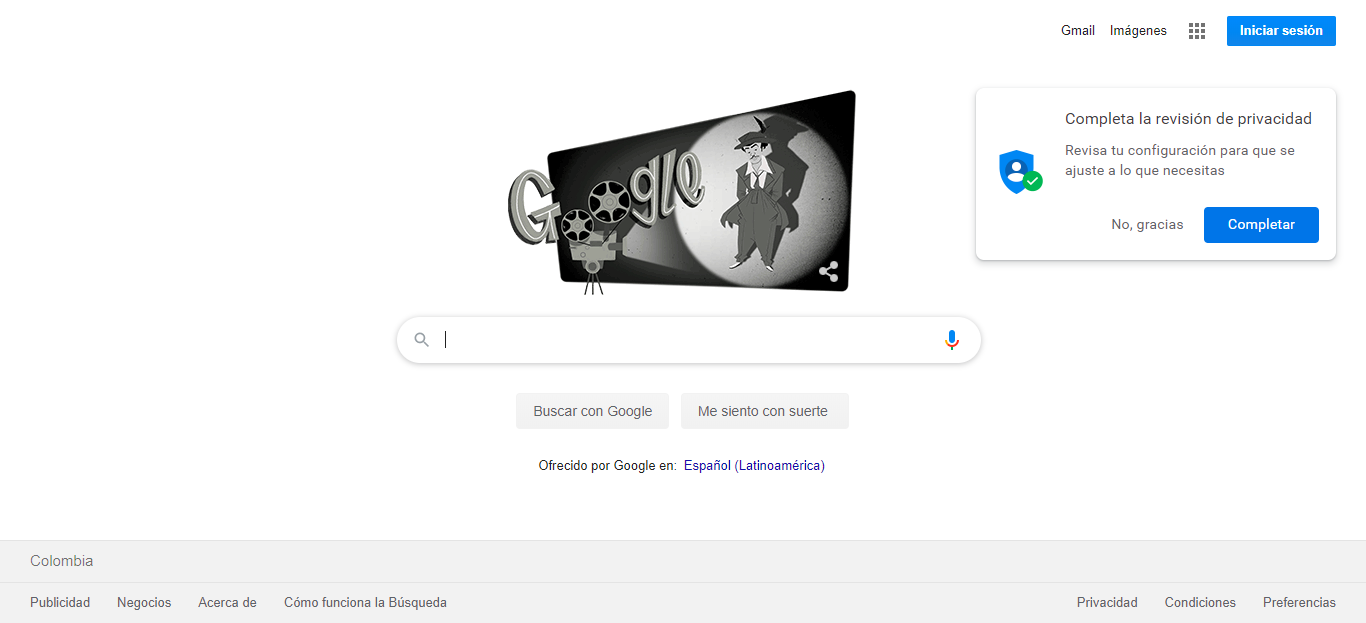 Gmail Imágenes Iniciar sesión
Google
Completa la revisión de privacidad
Revisa tu configuración para que se
ajuste a lo que necesitas
No, gracias Completar
Buscar con Google Me siento con suerte
Ofrecido por Google en: Español (Latinoamérica)
Colombia
Publicidad Negocios Acerca de Cómo funciona la Búsqueda Privacidad Condiciones Preferencias